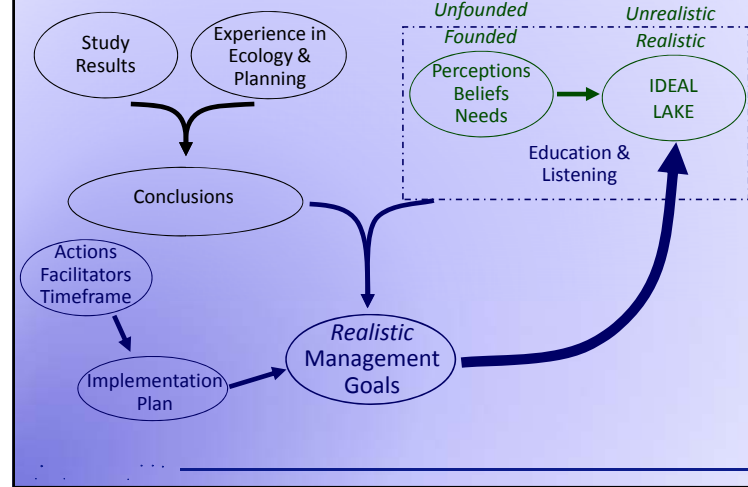 Unfounded
Unrealistic
Founded
Realistic
Study
Results
Experience in
Ecology &
Planning
Perceptions
Beliefs
Needs
IDEAL
LAKE
Education &
Listening
Conclusions
Actions
Facilitators
Timeframe
Realistic
Management
Goals
Implementation
Plan